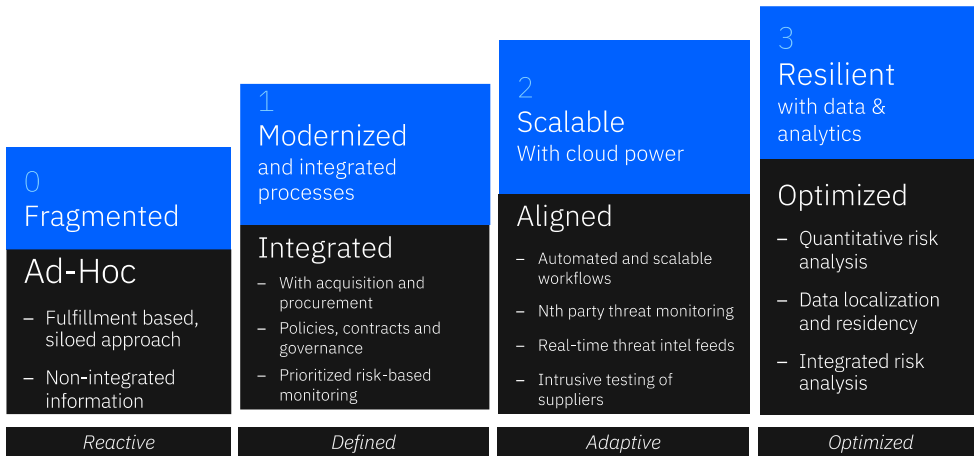 0
Fragmented
Ad-Hoc
– Fulfillment based,
siloed approach
– Non-integrated
information
Reactive
1
Modernized
and integrated
processes
Integrated
– With acquisition and
procurement
– Policies, contracts and
governance
– Prioritized risk-based
monitoring
Defined
2
Scalable
With cloud power
Aligned
– Automated and scalable
workflows
– Nth party threat monitoring
– Real-time threat intel feeds
– Intrusive testing of
suppliers
Adaptive
3
Resilient
with data &
analytics
Optimized
– Quantitative risk
analysis
– Data localization
and residency
– Integrated risk
analysis
Optimized